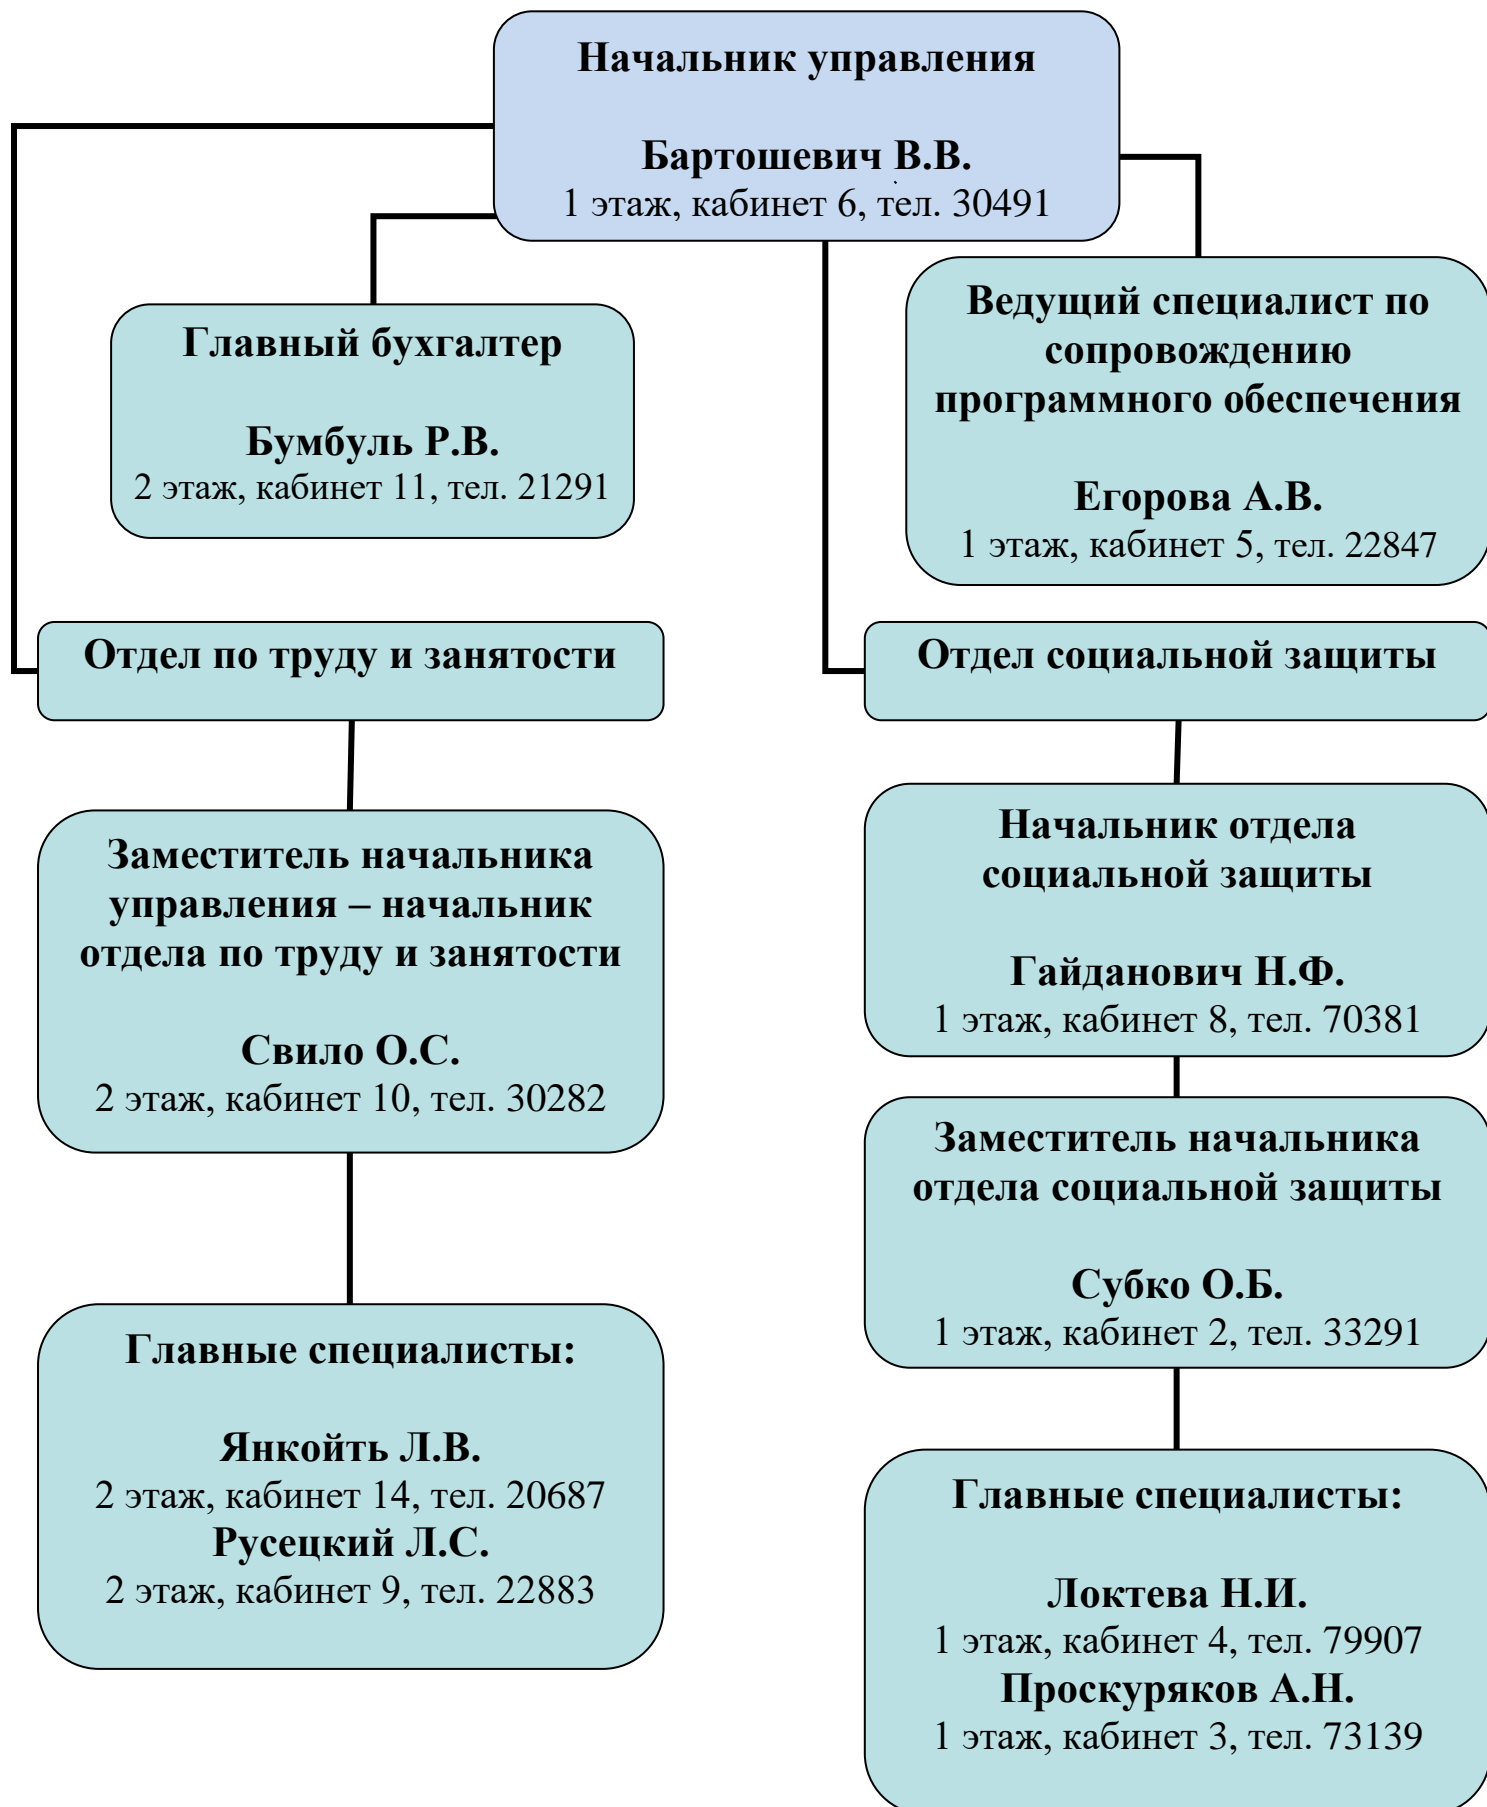 Начальник управления
Бартошевич В.В.
1 этаж, кабинет 6, тел. 30491
Главный бухгалтер
Бумбуль Р.В.
2 этаж, кабинет 11, тел. 21291
Ведущий специалист по
сопровождению
программного обеспечения
Егорова А.В.
1 этаж, кабинет 5, тел. 22847
Отдел по труду и занятости
Заместитель начальника
управления – начальник
отдела по труду и занятости
Свило О.С.
2 этаж, кабинет 10, тел. 30282
Главные специалисты:
Янкойть Л.В.
2 этаж, кабинет 14, тел. 20687
Русецкий Л.С.
2 этаж, кабинет 9, тел. 22883
Отдел социальной защиты
Начальник отдела
социальной защиты
Гайданович Н.Ф.
1 этаж, кабинет 8, тел. 70381
Заместитель начальника
отдела социальной защиты
Субко О.Б.
1 этаж, кабинет 2, тел. 33291
Главные специалисты:
Локтева Н.И.
1 этаж, кабинет 4, тел. 79907
Проскуряков А.Н.
1 этаж, кабинет 3, тел. 73139